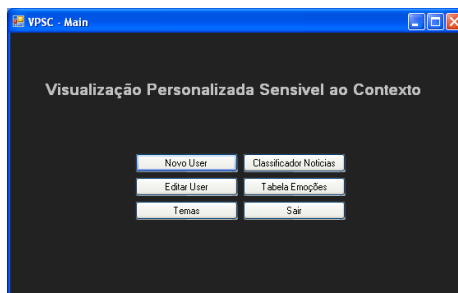 VPSC - Main
Visualização Personalizada Sensivel ao Contexto
Novo User
Classificador Noticias
Editar User
Tabela Emoções
Temas
Sair